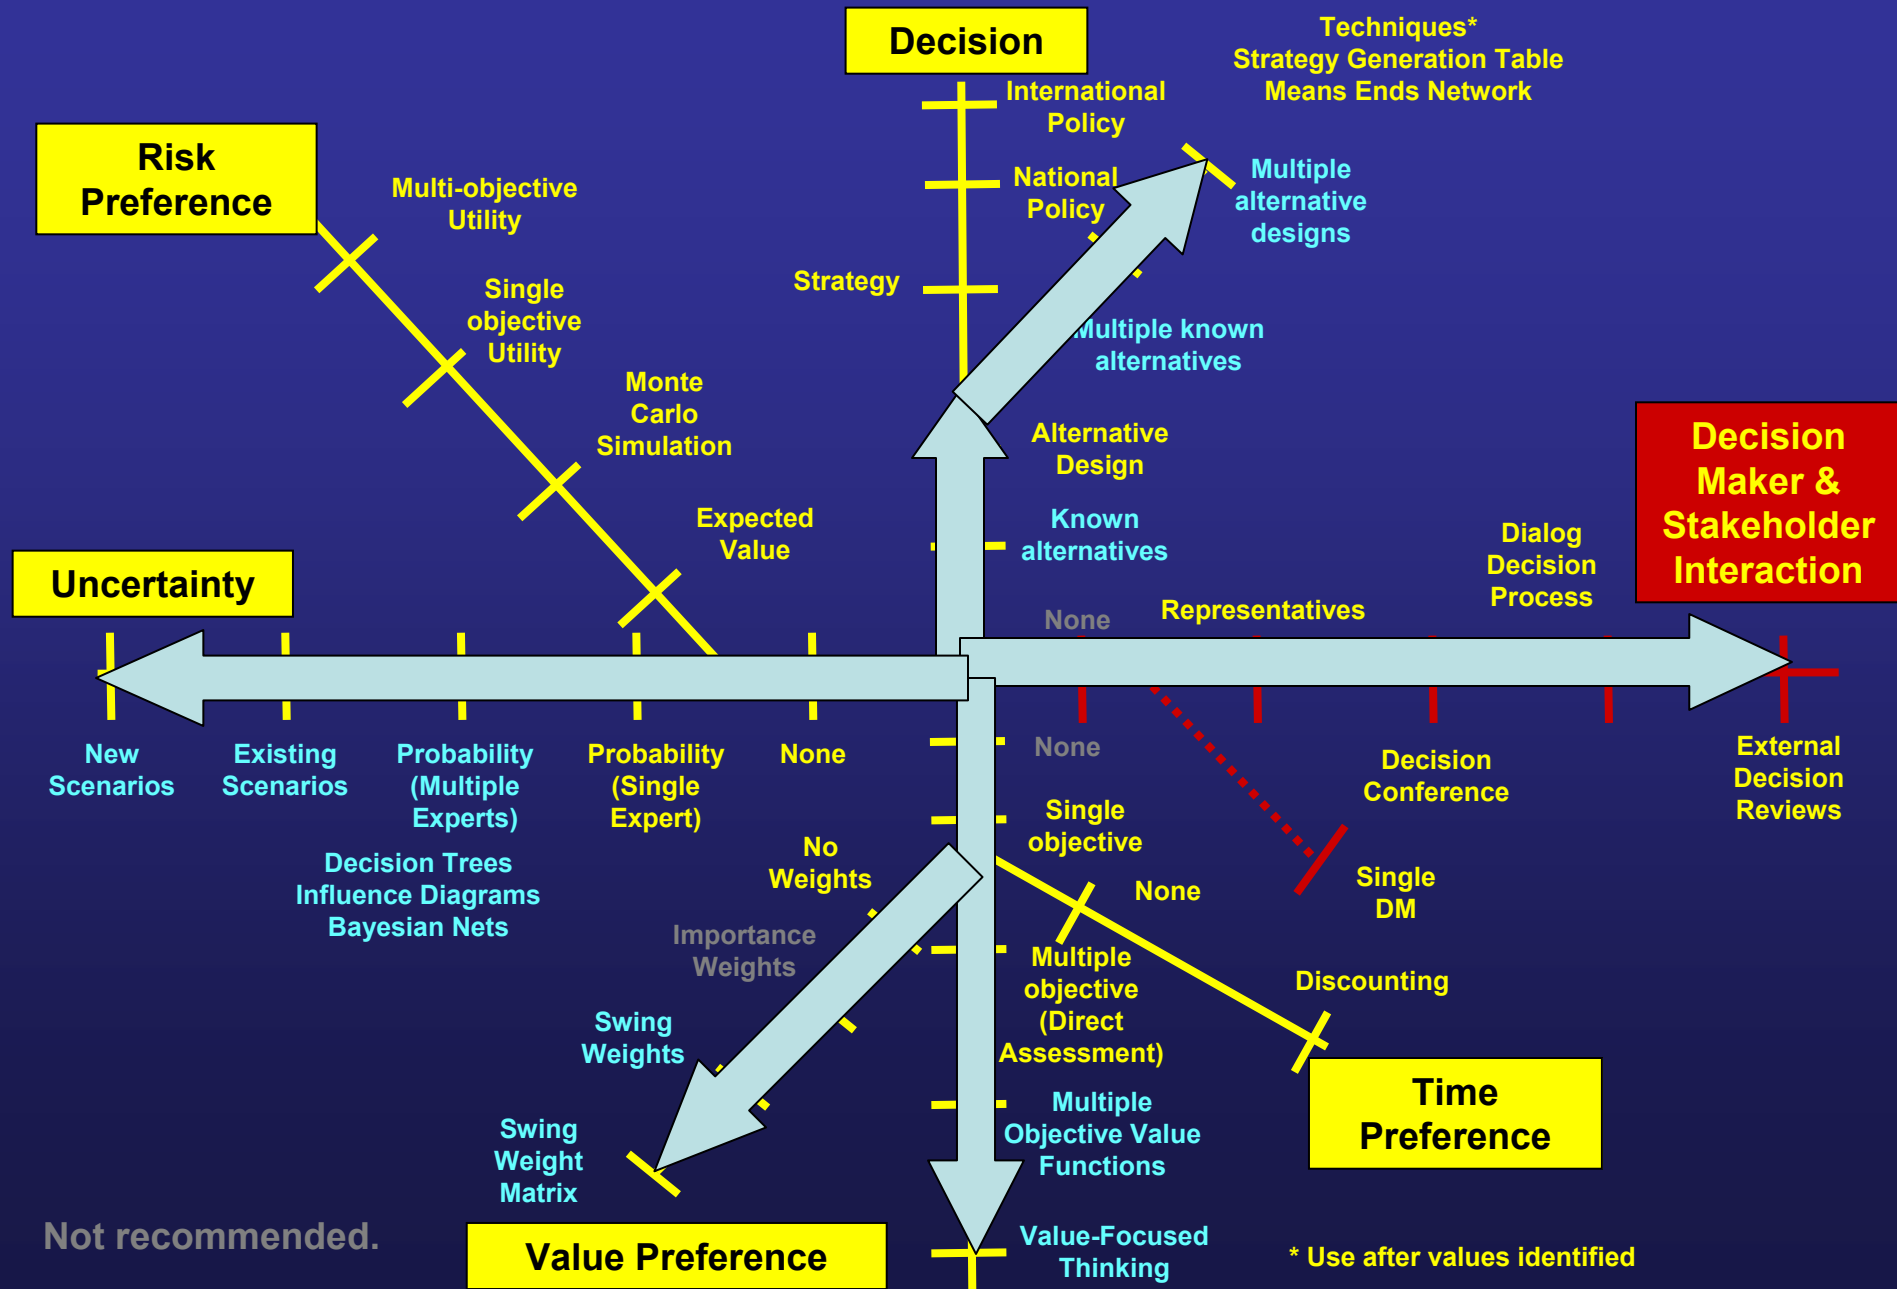 Decision
Techniques*
Strategy Generation Table
Means Ends Network
International
Policy
Risk
Preference
Multi-objective
Utility
National
Policy
Multiple
alternative
designs
Strategy
Single
objective
Utility
Multiple known
alternatives
Monte
Carlo
Simulation
Alternative
Design
Decision
Maker &
Stakeholder
Interaction
Expected
Value
Known
alternatives
Dialog
Decision
Process
Uncertainty
None
Representatives
New
Scenarios
Existing
Scenarios
Probability
(Multiple
Experts)
Probability
(Single
Expert)
None
None
Decision
Conference
External
Decision
Reviews
Decision Trees
Influence Diagrams
Bayesian Nets
No
Weights
Single
objective
None
Single
DM
Importance
Weights
Multiple
objective
(Direct
Assessment)
Discounting
Swing
Weights
Time
Preference
Multiple
Objective Value
Functions
Swing
Weight
Matrix
Not recommended.
Value Preference
Value-Focused
Thinking
* Use after values identified